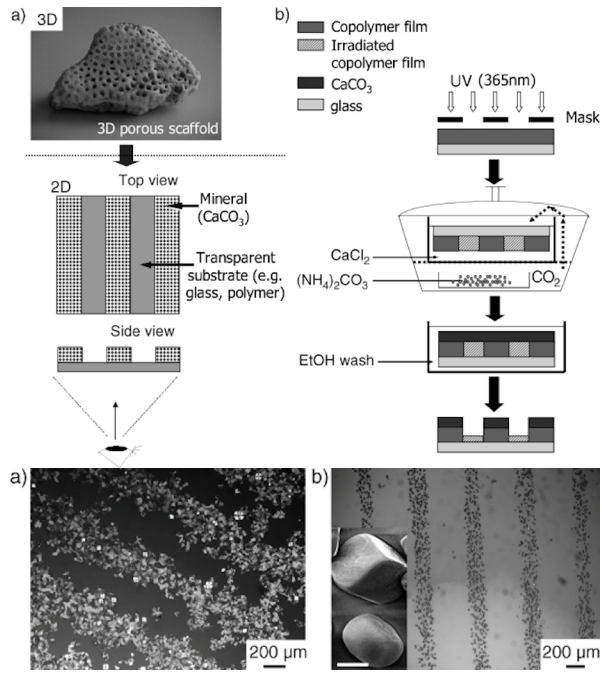 a)
3D
3D porous scaffold
Top view
2D
Mineral
(CaCO₃)
Transparent
substrate (e.g.
glass, polymer)
Side view
b)
Copolymer film
Irradiated
copolymer film
CaCO₃
glass
UV (365nm)
Mask
CaCl₂
(NH₄)₂CO₃
CO₂
EtOH wash
a)
200 µm
b)
200 µm